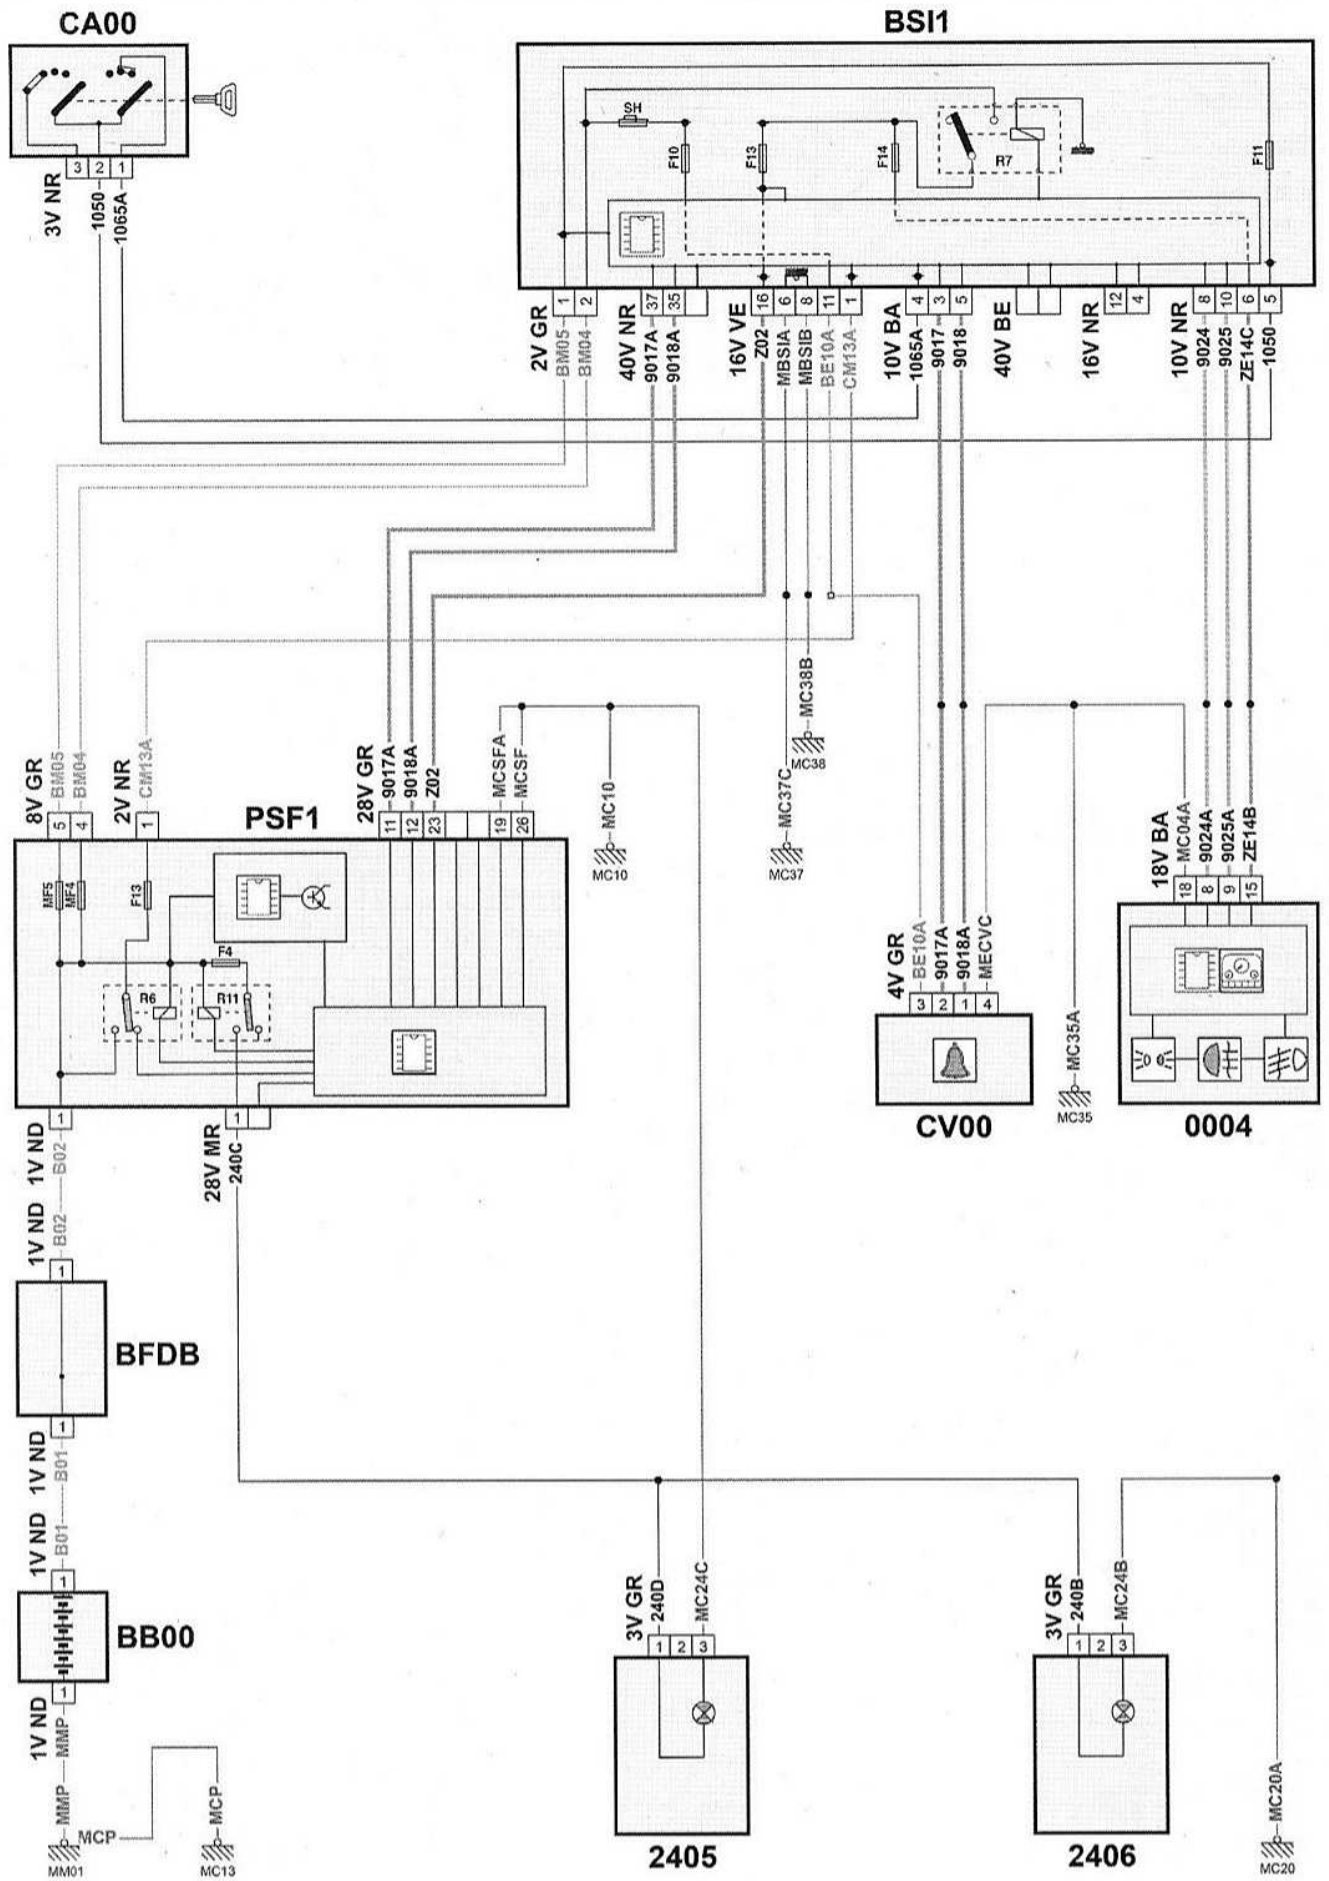 CA00
BSI1
SH
F10
F13
F14
R7
F11
3 2 1
3V NR
1050
1065A
1 2
37 35
16 6 8 11 1
4 3 5
12 4
8 10 6 5
2V GR
BM05
BM04
40V NR
9017A
9018A
16V VE
Z02
MBSIA
MBSIB
BE10A
CM13A
10V BA
1065A
9017
9018
40V BE
16V NR
10V NR
9024
9025
ZE14C
1050
8V GR
BM05
BM04
2V NR
CM13A
PSF1
28V GR
9017A
9018A
Z02
MCSFA
MCSF
5 4
1
11 12 23 19 26
MC10
MC10
MC37C
MC37
MC38B
MC38
MF5
MF4
F13
F4
R6
R11
4V GR
BE10A
9017A
9018A
MECVC
3 2 1 4
CV00
MC35A
MC35
18V BA
MC04A
9024A
9025A
ZE14B
18 8 9 15
0004
1
1V ND
B02
1
28V MR
240C
1V ND
B02
1
BFDB
1
1V ND
B01
1V ND
B01
1
BB00
1
1V ND
MMP
MMP
MCP
MM01
MCP
MC13
3V GR
240D
MC24C
1 2 3
2405
3V GR
240B
MC24B
1 2 3
2406
MC20A
MC20